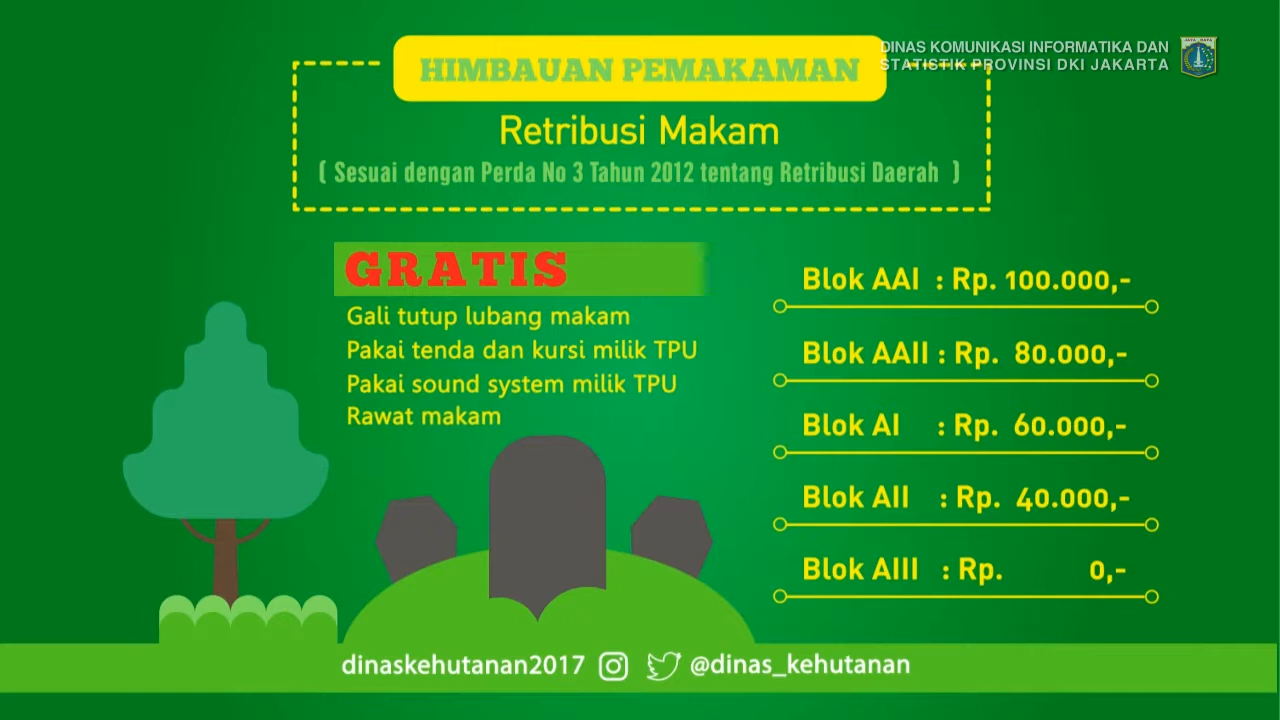 DINAS KOMUNIKASI INFORMATIKA DAN
STATISTIK PROVINSI DKI JAKARTA
HIMBAUAN PEMAKAMAN
Retribusi Makam
( Sesuai dengan Perda No 3 Tahun 2012 tentang Retribusi Daerah )
GRATIS
Gali tutup lubang makam
Pakai tenda dan kursi milik TPU
Pakai sound system milik TPU
Rawat makam
Blok AAI : Rp. 100.000,-
Blok AAII : Rp. 80.000,-
Blok AI : Rp. 60.000,-
Blok AII : Rp. 40.000,-
Blok AIII : Rp. 0,-
dinaskehutanan2017 @dinas_kehutanan